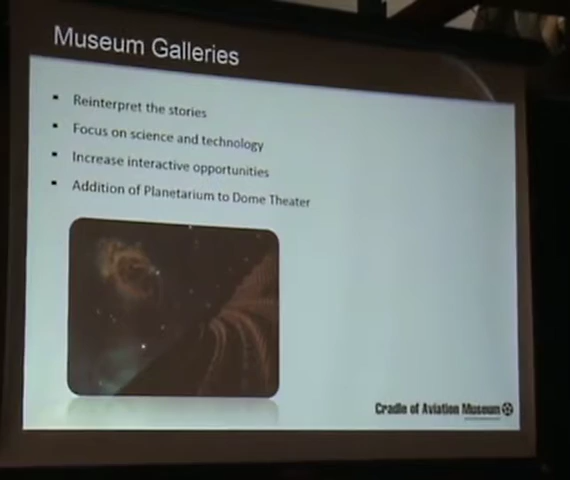 Museum Galleries
▪ Reinterpret the stories
▪ Focus on science and technology
▪ Increase interactive opportunities
▪ Addition of Planetarium to Dome Theater
Cradle of Aviation Museum